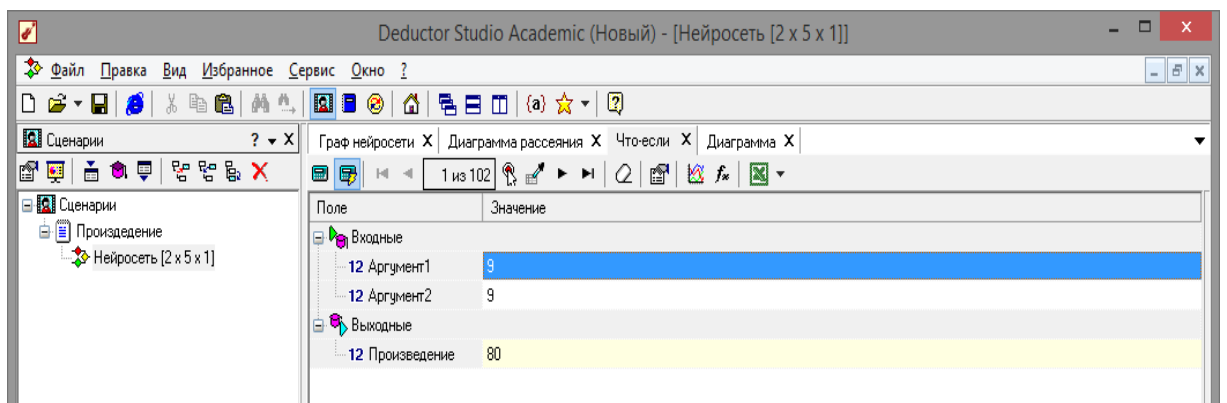 Deductor Studio Academic (Новый) - [Нейросеть [2 x 5 x 1]]
Файл Правка Вид Избранное Сервис Окно ?
Сценарии
Граф нейросети X Диаграмма рассеяния X Что-если X Диаграмма X
1 из 102
Сценарии
Произдедение
Нейросеть [2 x 5 x 1]
Поле Значение
Входные
12 Аргумент1 9
12 Аргумент2 9
Выходные
12 Произведение 80